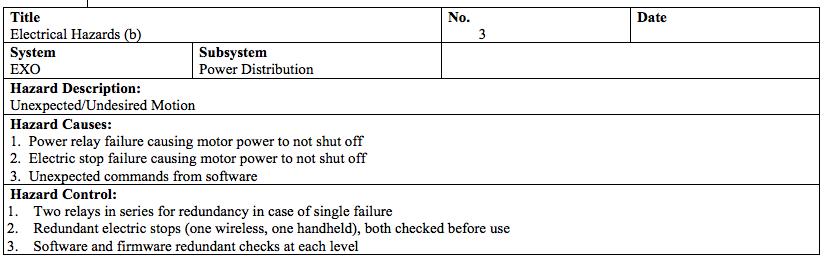 Title
No.
Date
Electrical Hazards (b)
3
System
Subsystem
EXO
Power Distribution
Hazard Description:
Unexpected/Undesired Motion
Hazard Causes:
1. Power relay failure causing motor power to not shut off
2. Electric stop failure causing motor power to not shut off
3. Unexpected commands from software
Hazard Control:
1. Two relays in series for redundancy in case of single failure
2. Redundant electric stops (one wireless, one handheld), both checked before use
3. Software and firmware redundant checks at each level